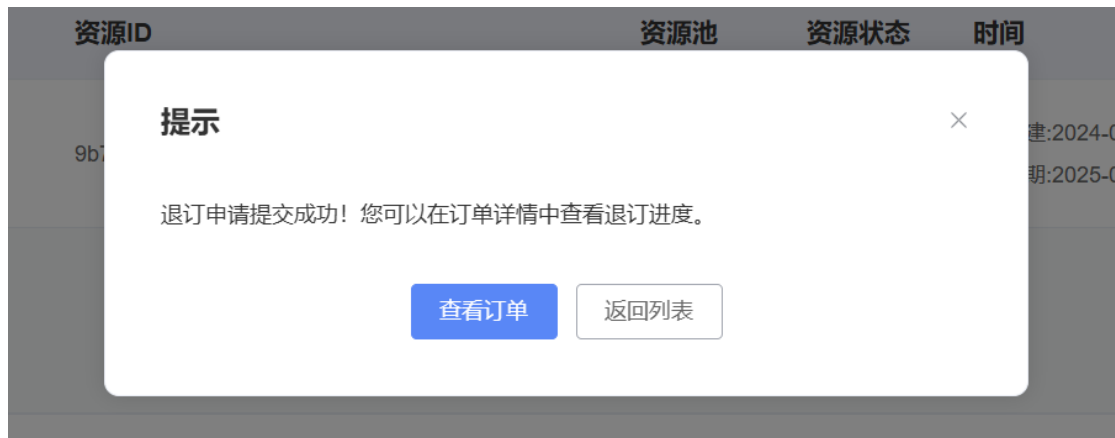 资源ID 资源池 资源状态 时间
提示
建:2024-0
9b7
期:2025-0
退订申请提交成功！您可以在订单详情中查看退订进度。
查看订单 返回列表